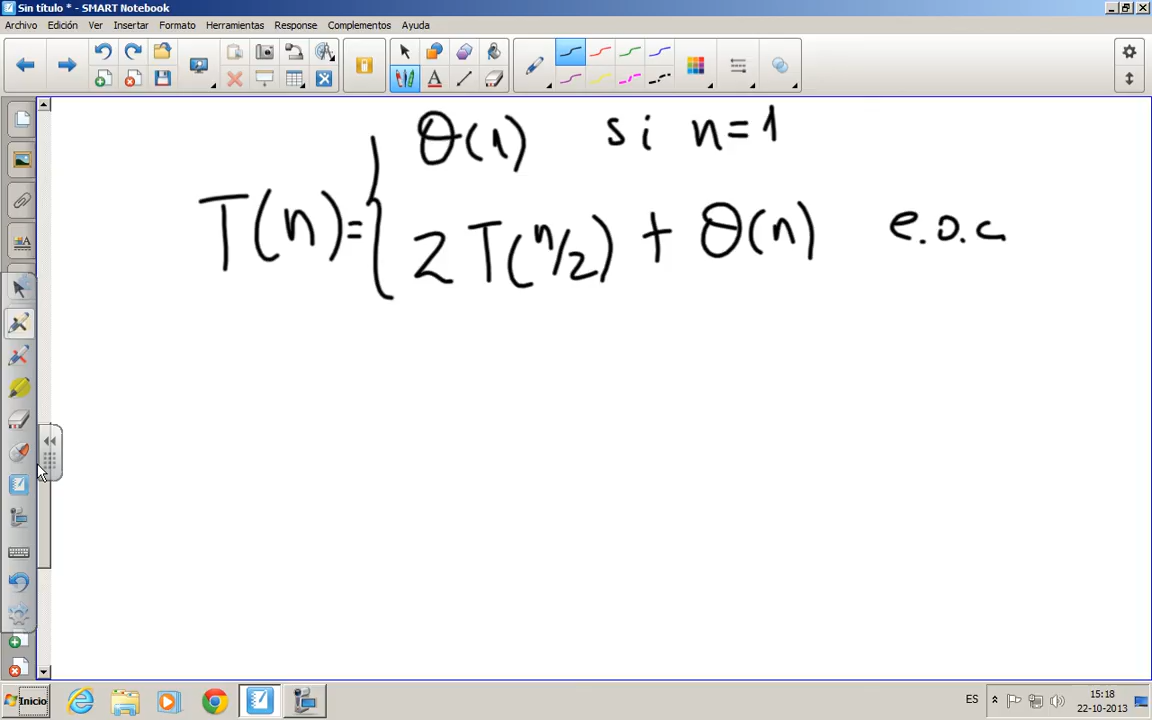 Sin título * - SMART Notebook
Archivo Edición Ver Insertar Formato Herramientas Response Complementos Ayuda
Θ(n) si n=1
T(n)={
2T(n/2) + Θ(n) e.o.c
Inicio
ES
15:18
22-10-2013